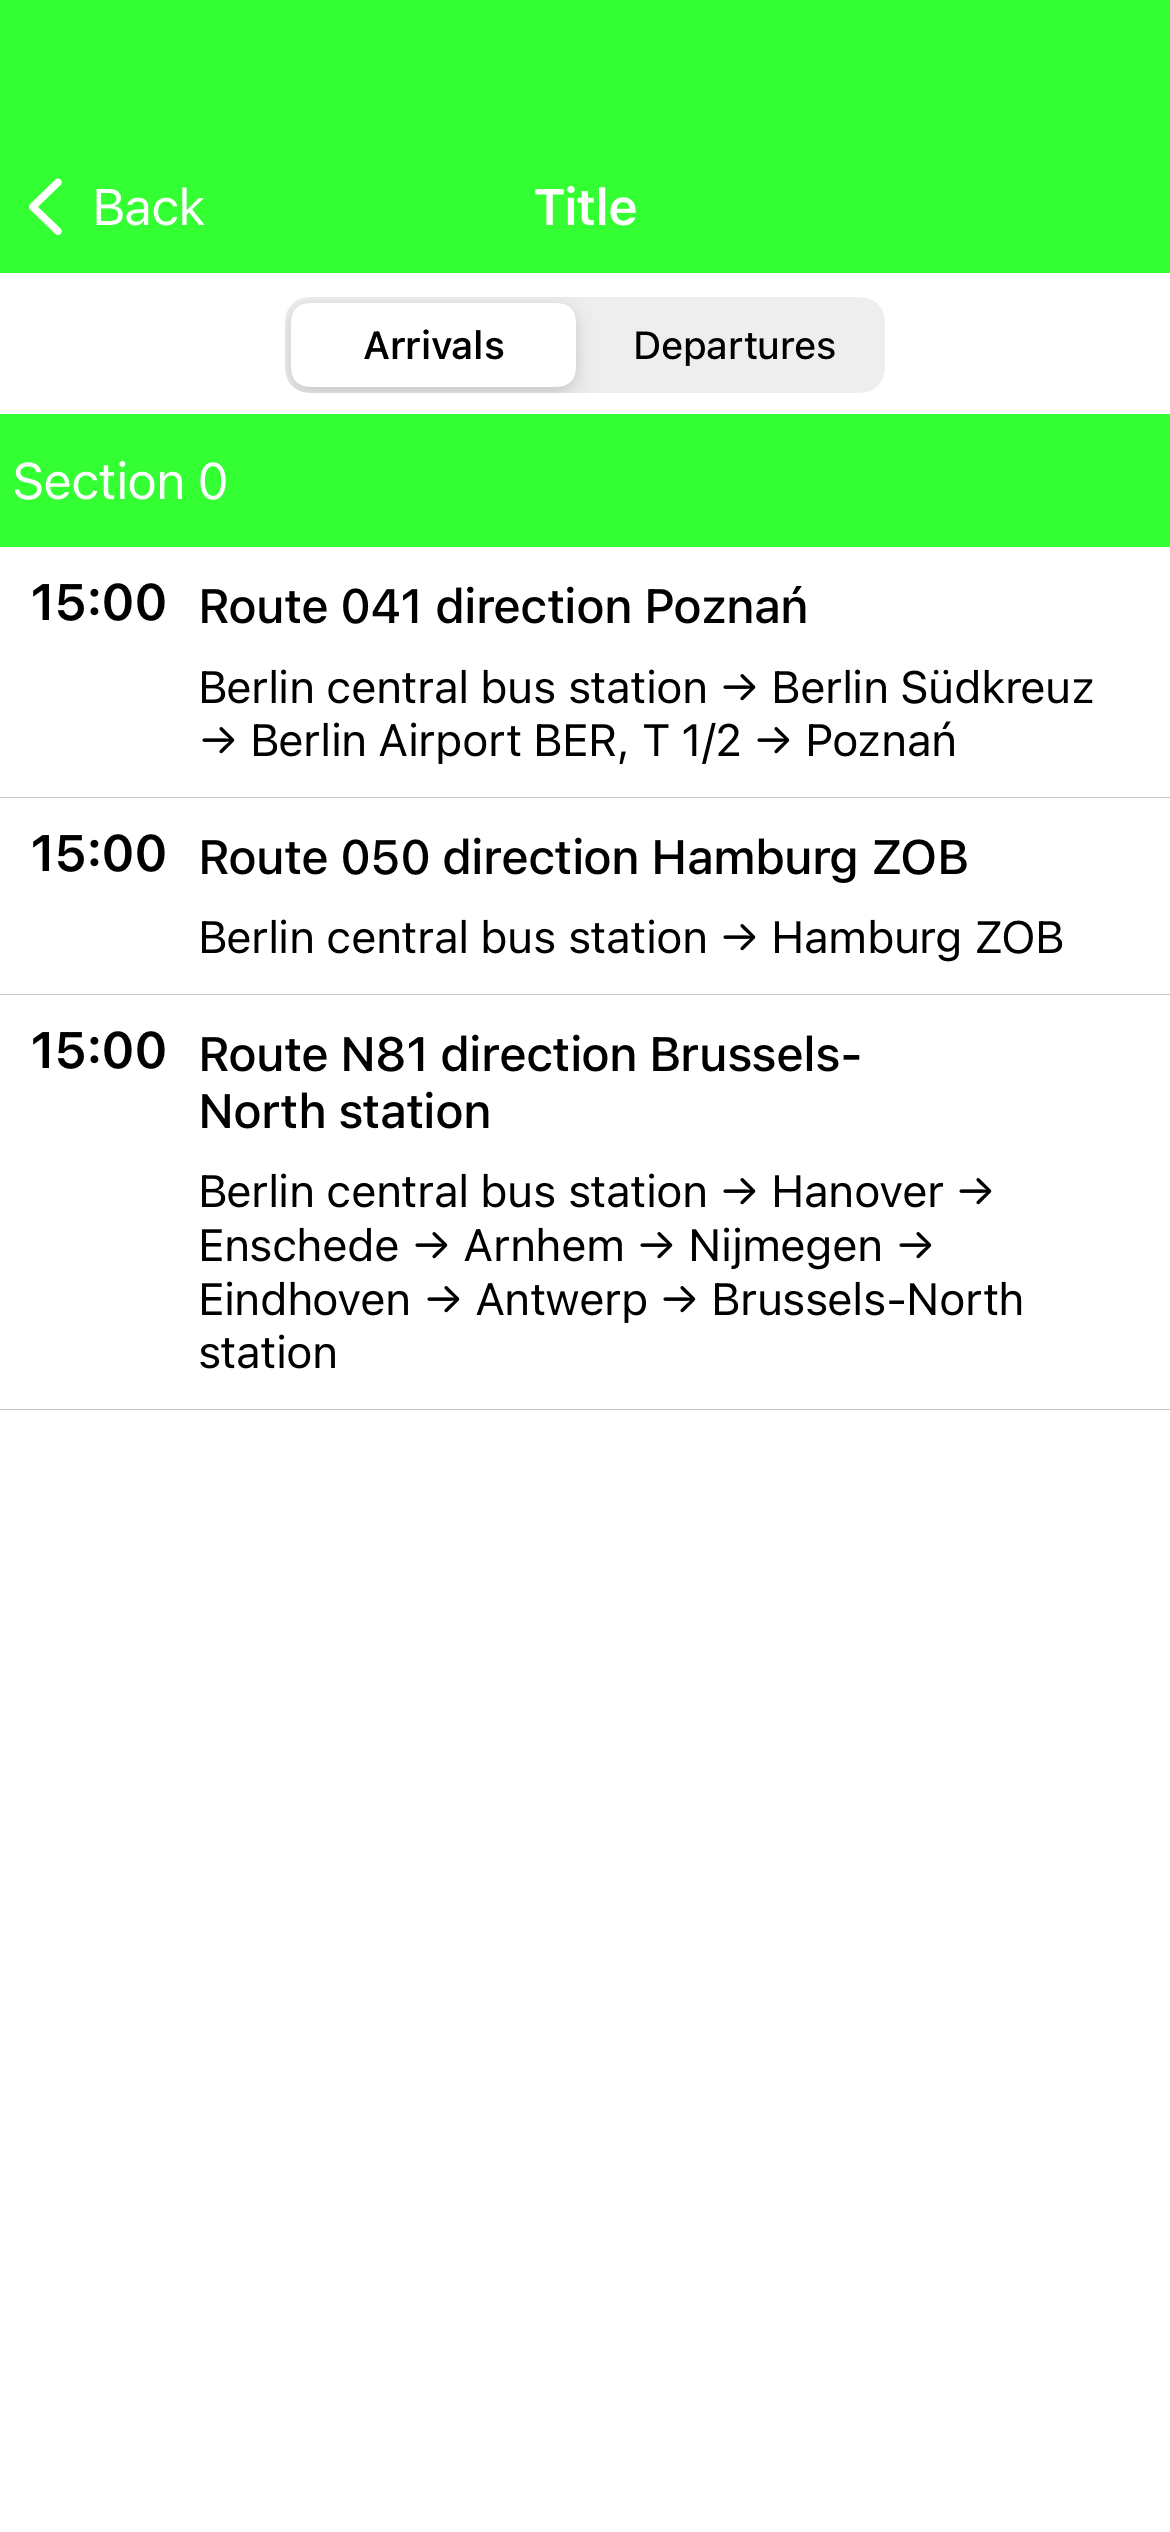 Back
Title
Arrivals
Departures
Section 0
15:00
Route 041 direction Poznań
Berlin central bus station → Berlin Südkreuz
→ Berlin Airport BER, T 1/2 → Poznań
15:00
Route 050 direction Hamburg ZOB
Berlin central bus station → Hamburg ZOB
15:00
Route N81 direction Brussels-
North station
Berlin central bus station → Hanover →
Enschede → Arnhem → Nijmegen →
Eindhoven → Antwerp → Brussels-North
station